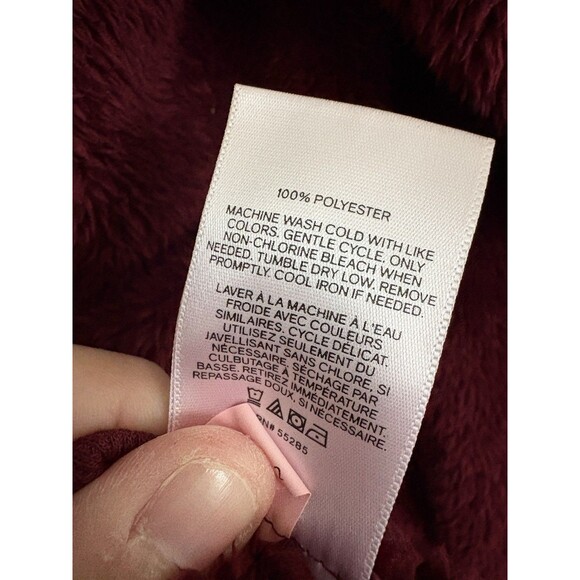 100% POLYESTER
MACHINE WASH COLD WITH LIKE
COLORS. GENTLE CYCLE. ONLY
NON-CHLORINE BLEACH WHEN
NEEDED. TUMBLE DRY LOW. REMOVE
PROMPTLY. COOL IRON IF NEEDED.
LAVER À LA MACHINE À L'EAU
FROIDE AVEC COULEURS
SIMILAIRES. CYCLE DÉLICAT.
UTILISEZ SEULEMENT DU
JAVELLISANT SANS CHLORE, SI
NÉCESSAIRE, SÉCHAGE PAR
CULBUTAGE À TEMPÉRATURE
BASSE. RETIREZ IMMÉDIATEMENT.
REPASSAGE DOUX, SI NÉCESSAIRE.
RN# 55285